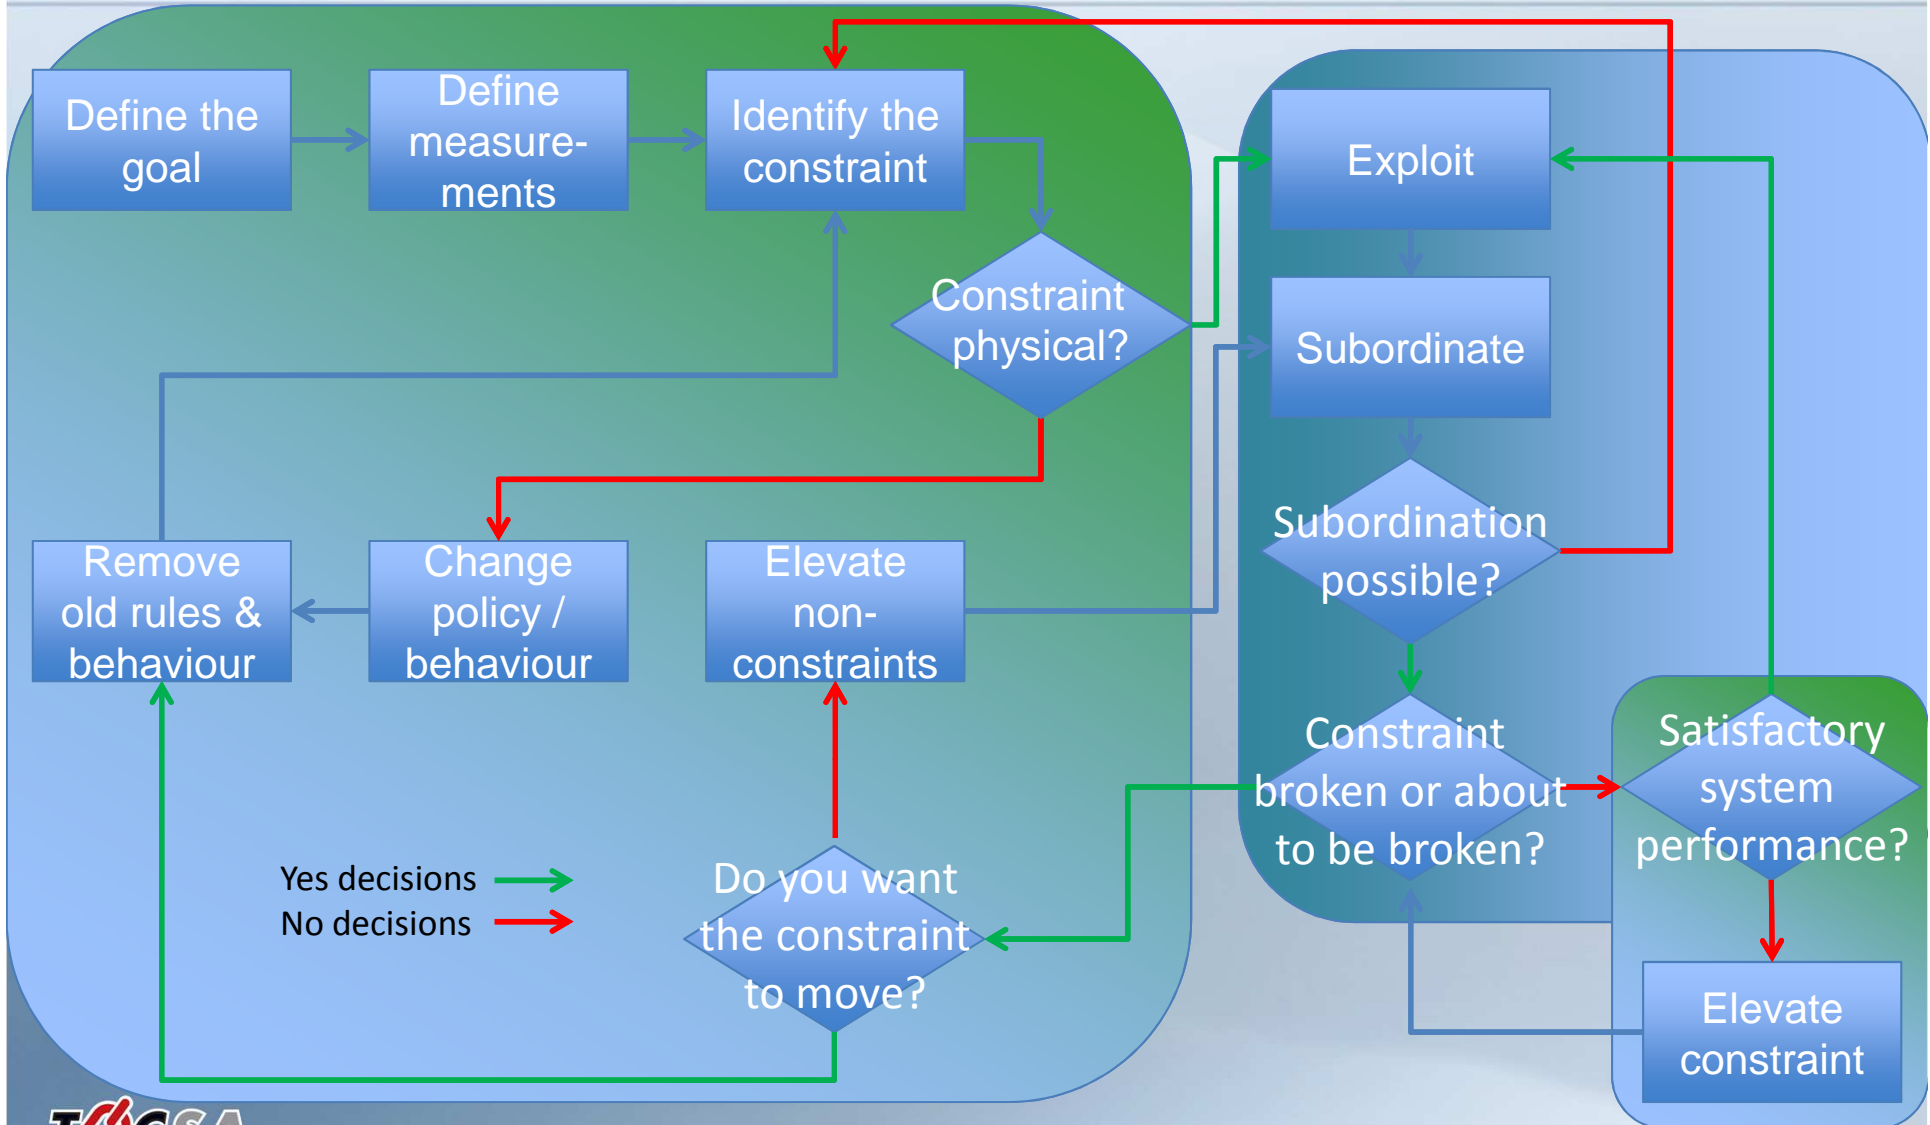 Define the
goal
Define
measure-
ments
Identify the
constraint
Exploit
Constraint
physical?
Subordinate
Subordination
possible?
Remove
old rules &
behaviour
Change
policy /
behaviour
Elevate
non-
constraints
Constraint
broken or about
to be broken?
Satisfactory
system
performance?
Yes decisions
No decisions
Do you want
the constraint
to move?
Elevate
constraint